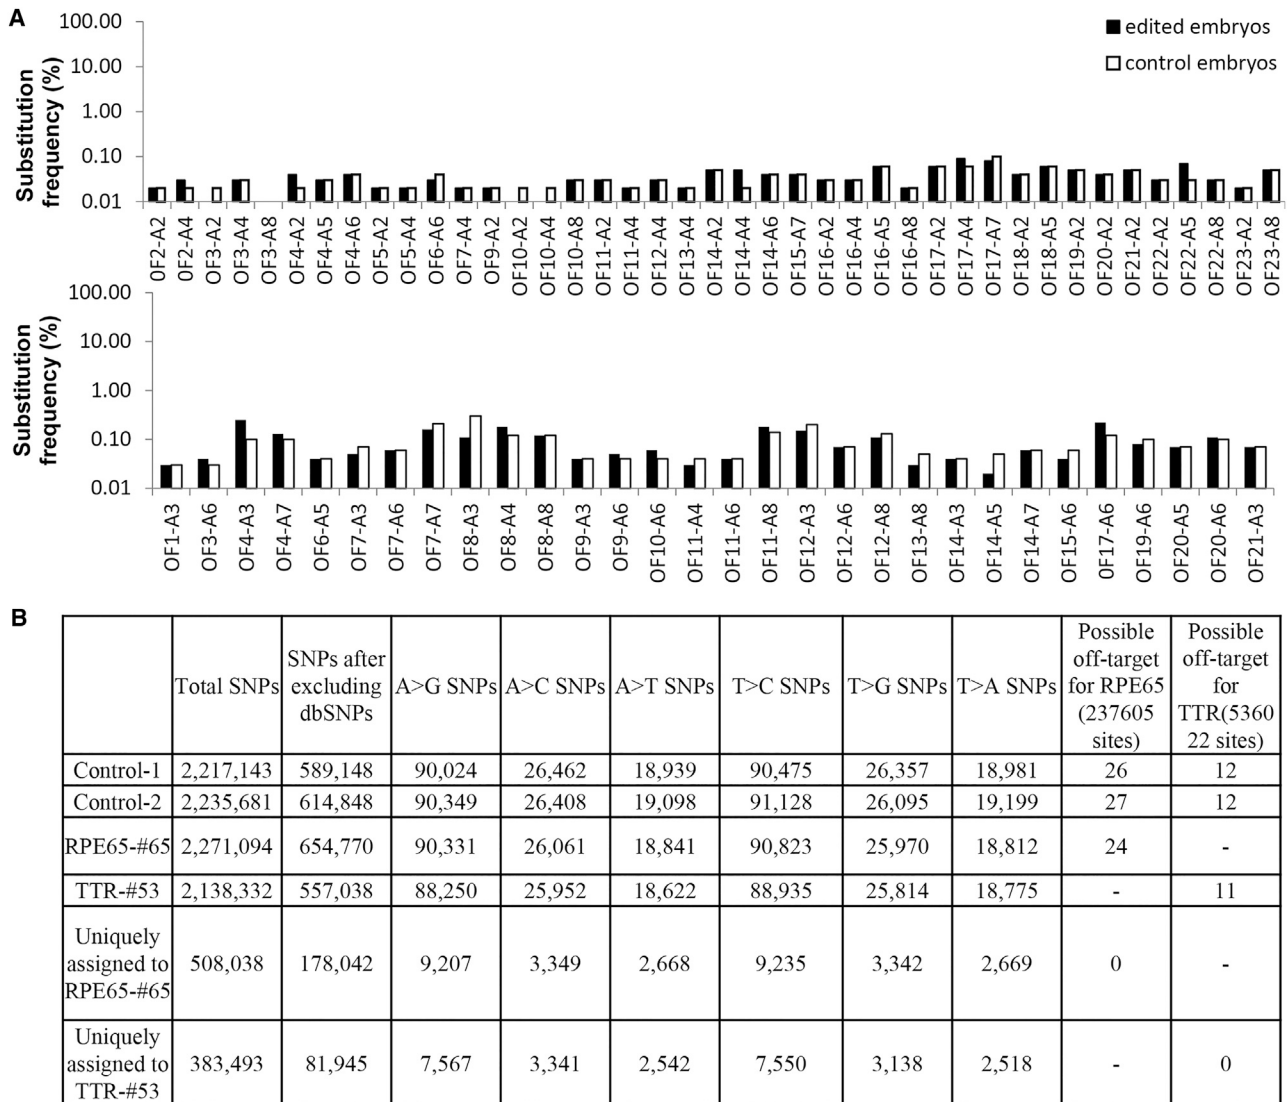 A
100.00
10.00
1.00
0.10
0.01
Substitution
frequency (%)
edited embryos
control embryos
0F2-A2
0F2-A4
OF3-A2
OF3-A4
OF3-A8
OF4-A2
OF4-A5
OF4-A6
OF5-A2
OF5-A4
OF6-A6
OF7-A4
OF9-A2
OF10-A2
OF10-A4
OF10-A8
OF11-A2
OF11-A4
OF12-A4
OF13-A4
OF14-A2
OF14-A4
OF14-A6
OF15-A7
OF16-A2
OF16-A4
OF16-A5
OF16-A8
OF17-A2
OF17-A4
OF17-A7
OF18-A2
OF18-A5
OF19-A2
OF20-A2
OF21-A2
OF22-A2
OF22-A5
OF22-A8
OF23-A2
OF23-A8
100.00
10.00
1.00
0.10
0.01
Substitution
frequency (%)
OF1-A3
OF3-A6
OF4-A3
OF4-A7
OF6-A5
OF7-A3
OF7-A6
OF7-A7
OF8-A3
OF8-A4
OF8-A8
OF9-A3
OF9-A6
OF10-A6
OF11-A4
OF11-A6
OF11-A8
OF12-A3
OF12-A6
OF12-A8
OF13-A8
OF14-A3
OF14-A5
OF14-A7
OF15-A6
0F17-A6
OF19-A6
OF20-A5
OF20-A6
OF21-A3
B
Total SNPs
SNPs after
excluding
dbSNPs
A>G SNPs
A>C SNPs
A>T SNPs
T>C SNPs
T>G SNPs
T>A SNPs
Possible
off-target
for RPE65
(237605
sites)
Possible
off-target
for
TTR(5360
22 sites)
Control-1 2,217,143 589,148 90,024 26,462 18,939 90,475 26,357 18,981 26 12
Control-2 2,235,681 614,848 90,349 26,408 19,098 91,128 26,095 19,199 27 12
RPE65-#65 2,271,094 654,770 90,331 26,061 18,841 90,823 25,970 18,812 24 -
TTR-#53 2,138,332 557,038 88,250 25,952 18,622 88,935 25,814 18,775 - 11
Uniquely
assigned to
RPE65-#65
508,038 178,042 9,207 3,349 2,668 9,235 3,342 2,669 0 -
Uniquely
assigned to
TTR-#53
383,493 81,945 7,567 3,341 2,542 7,550 3,138 2,518 - 0